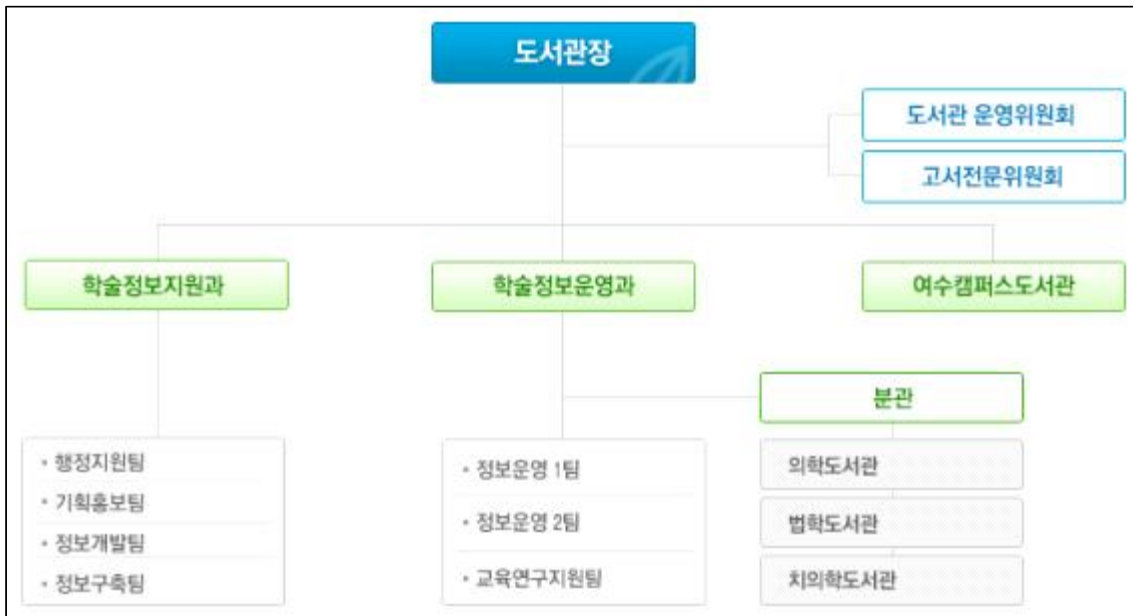 도서관장
도서관 운영위원회
고서전문위원회
학술정보지원과
학술정보운영과
여수캠퍼스도서관
분관
• 행정지원팀
• 기획홍보팀
• 정보개발팀
• 정보구축팀
• 정보운영 1팀
• 정보운영 2팀
• 교육연구지원팀
의학도서관
법학도서관
치의학도서관